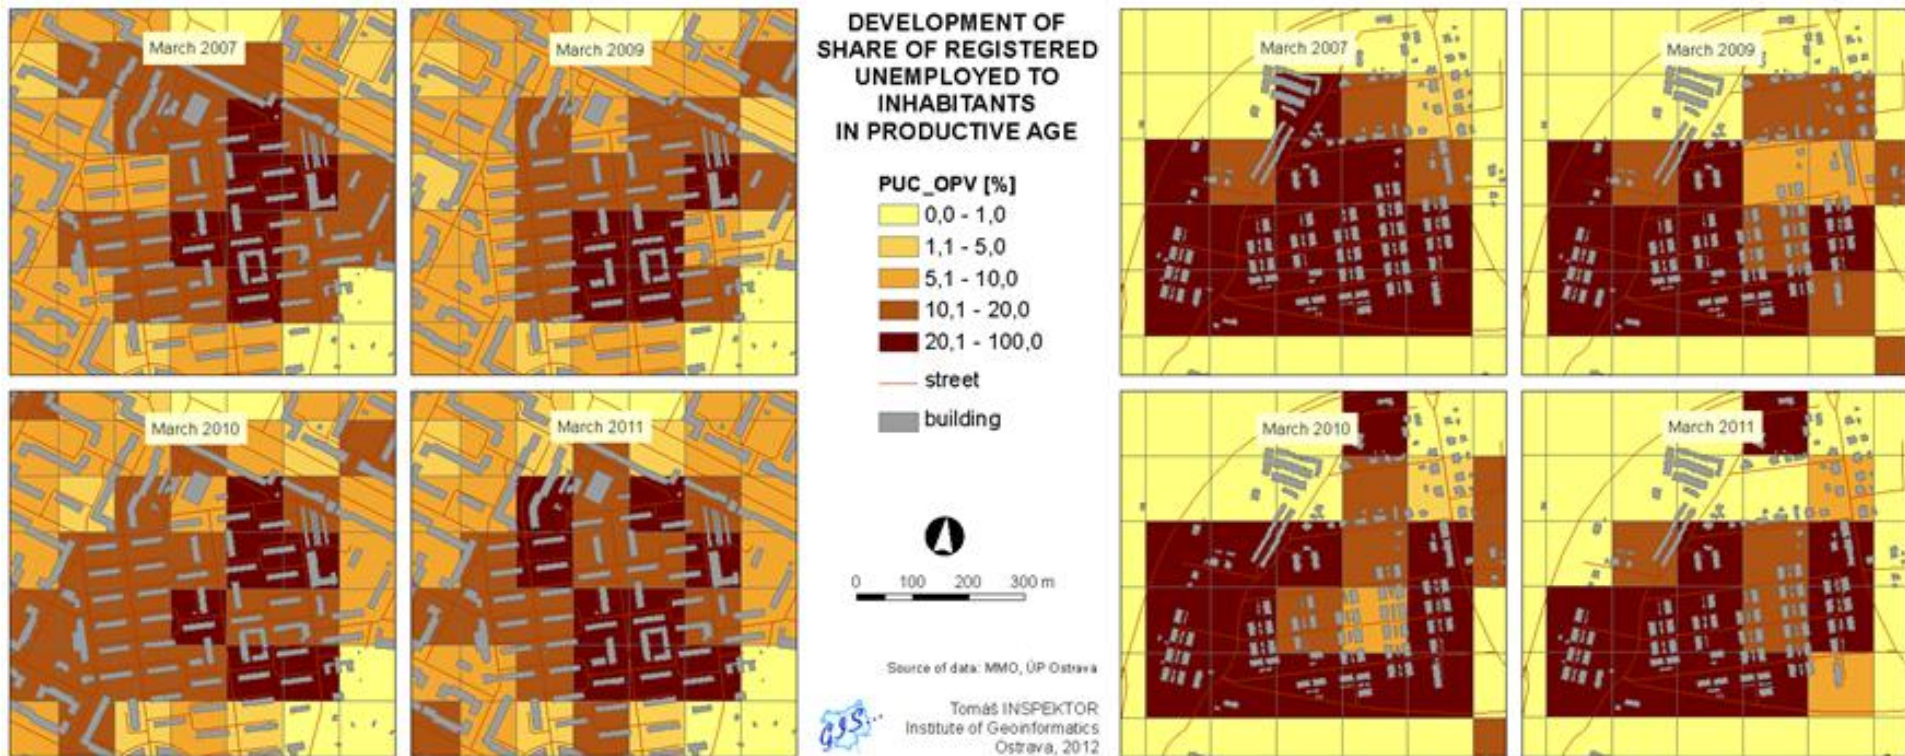 March 2007
March 2009
DEVELOPMENT OF
SHARE OF REGISTERED
UNEMPLOYED TO
INHABITANTS
IN PRODUCTIVE AGE
PUC_OPV [%]
0,0 - 1,0
1,1 - 5,0
5,1 - 10,0
10,1 - 20,0
20,1 - 100,0
street
building
March 2007
March 2009
March 2010
March 2011
0 100 200 300 m
Source of data: MMO, ÚP Ostrava
GIS...
Tomáš INSPEKTOR
Institute of Geoinformatics
Ostrava, 2012
March 2010
March 2011